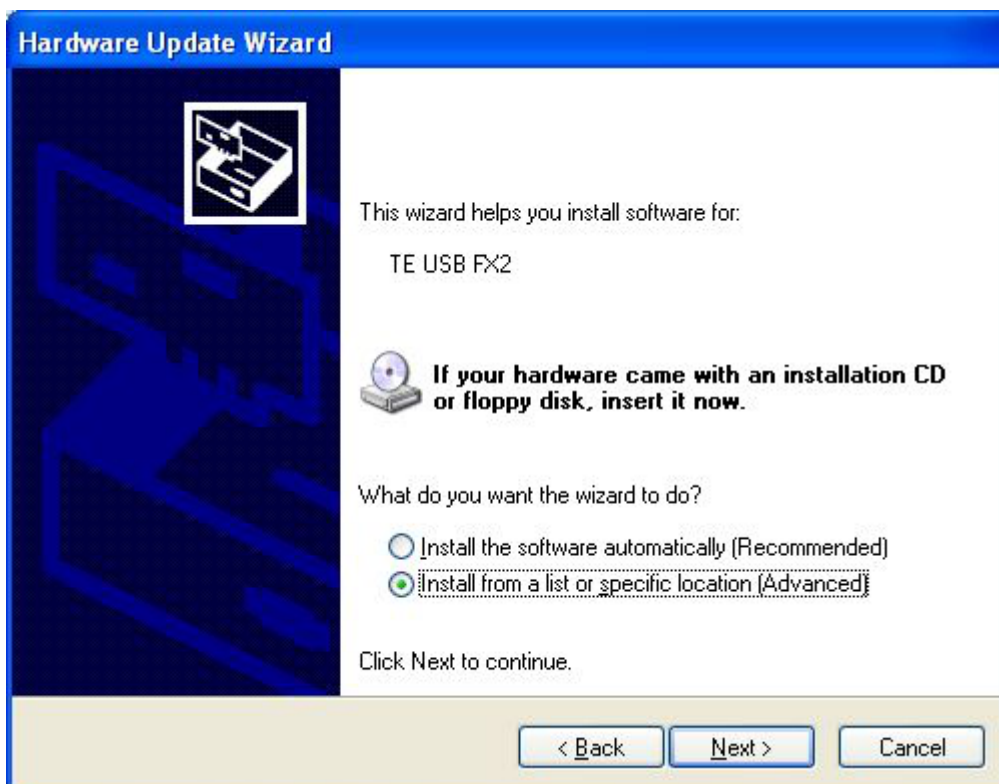 Hardware Update Wizard
This wizard helps you install software for:
TE USB FX2
If your hardware came with an installation CD
or floppy disk, insert it now.
What do you want the wizard to do?
Install the software automatically (Recommended)
Install from a list or specific location (Advanced)
Click Next to continue.
< Back
Next >
Cancel